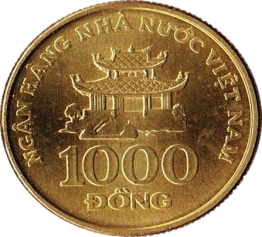 NGÂN HÀNG NHÀ NƯỚC VIỆT NAM
1000
ĐỒNG